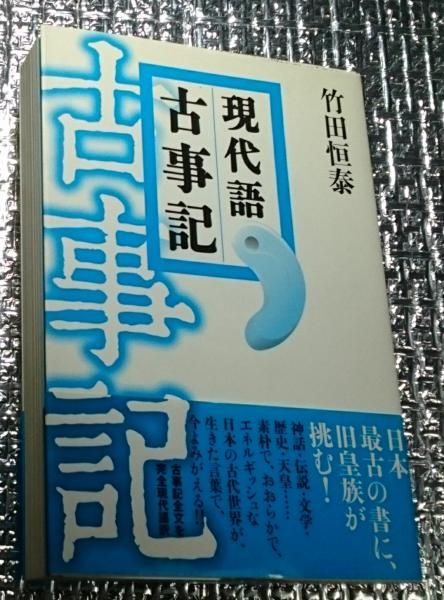 竹田恒泰
現代語
古事記
古事記
日本
最古の書に、
旧皇族が
挑む！
神話・伝説・文学・
歴史・天皇……
素朴で、おおらかで、
エネルギッシュな
日本の古代世界が、
生きた言葉で、
今よみがえる！！
古事記全文を
完全現代語訳